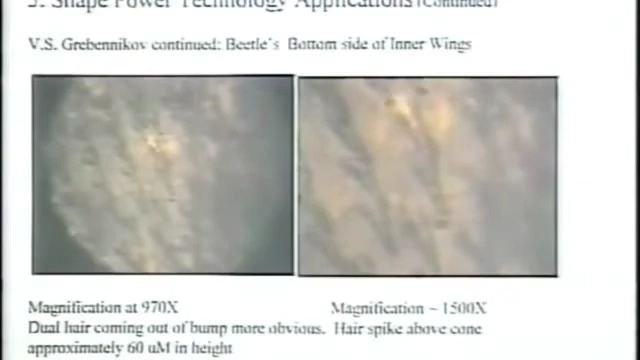 5. Shape Power Technology Applications (Continued)
V.S. Grebennikov continued: Beetle's Bottom side of Inner Wings
Magnification at 970X
Magnification ~ 1500X
Dual hair coming out of bump more obvious. Hair spike above cone
approximately 60 uM in height